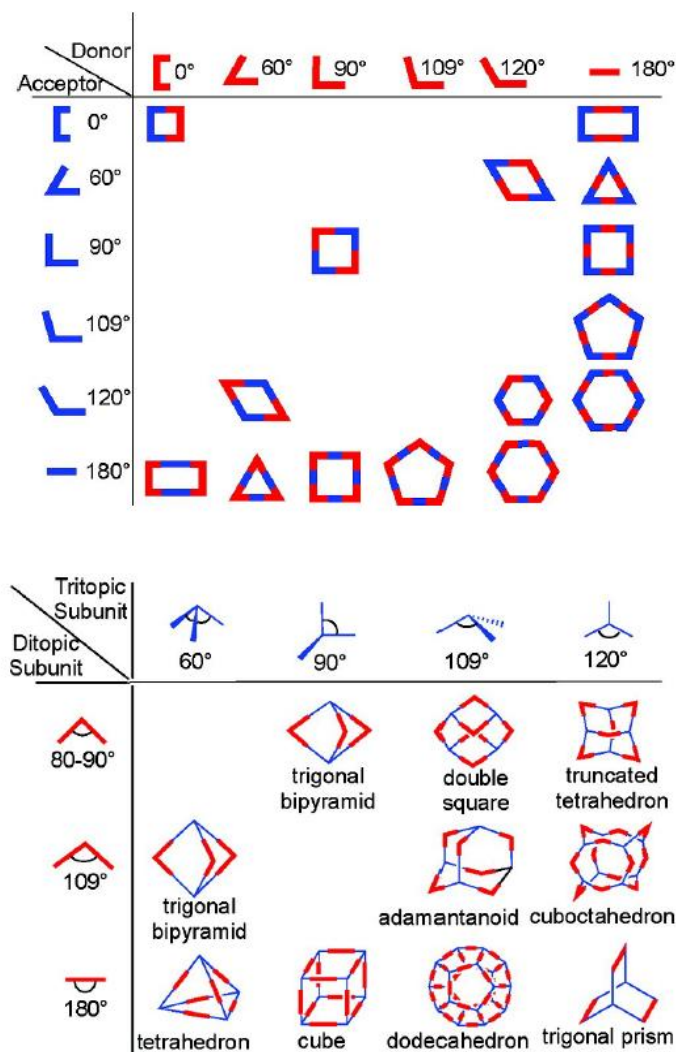 Donor
Acceptor
0° 60° 90° 109° 120° 180°
0°
60°
90°
109°
120°
180°
Tritopic
Subunit
Ditopic
Subunit
60° 90° 109° 120°
80-90°
trigonal
bipyramid
double
square
truncated
tetrahedron
109°
trigonal
bipyramid
adamantanoid
cuboctahedron
180°
tetrahedron
cube
dodecahedron
trigonal prism